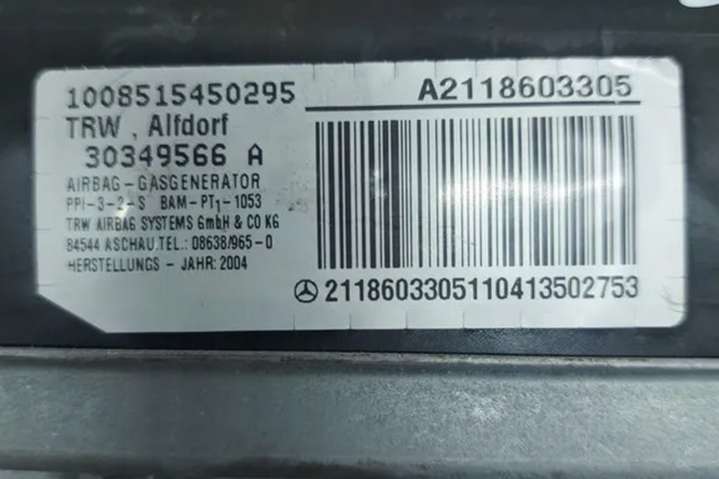 1008515450295
A2118603305
TRW , Alfdorf
30349566 A
AIRBAG-GASGENERATOR
PPI-3-2-S BAM-PT1-1053
TRW AIRBAG SYSTEMS GmbH & CO KG
84544 ASCHAU,TEL.: 08638/965-0
HERSTELLUNGS - JAHR: 2004
2118603305110413502753